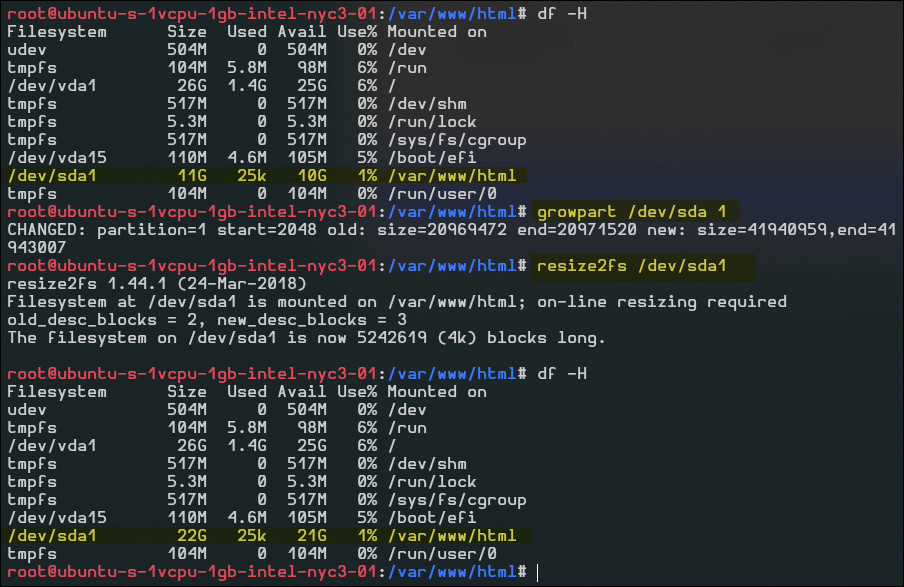 root@ubuntu-s-1vcpu-1gb-intel-nyc3-01:/var/www/html# df -H
Filesystem      Size  Used Avail Use% Mounted on
udev            504M     0  504M   0% /dev
tmpfs           104M  5.8M   98M   6% /run
/dev/vda1        26G  1.4G   25G   6% /
tmpfs           517M     0  517M   0% /dev/shm
tmpfs           5.3M     0  5.3M   0% /run/lock
tmpfs           517M     0  517M   0% /sys/fs/cgroup
/dev/vda15      110M  4.6M  105M   5% /boot/efi
/dev/sda1        11G   25k   10G   1% /var/www/html
tmpfs           104M     0  104M   0% /run/user/0
root@ubuntu-s-1vcpu-1gb-intel-nyc3-01:/var/www/html# growpart /dev/sda 1
CHANGED: partition=1 start=2048 old: size=20969472 end=20971520 new: size=41940959,end=41
943007
root@ubuntu-s-1vcpu-1gb-intel-nyc3-01:/var/www/html# resize2fs /dev/sda1
resize2fs 1.44.1 (24-Mar-2018)
Filesystem at /dev/sda1 is mounted on /var/www/html; on-line resizing required
old_desc_blocks = 2, new_desc_blocks = 3
The filesystem on /dev/sda1 is now 5242619 (4k) blocks long.
root@ubuntu-s-1vcpu-1gb-intel-nyc3-01:/var/www/html# df -H
Filesystem      Size  Used Avail Use% Mounted on
udev            504M     0  504M   0% /dev
tmpfs           104M  5.8M   98M   6% /run
/dev/vda1        26G  1.4G   25G   6% /
tmpfs           517M     0  517M   0% /dev/shm
tmpfs           5.3M     0  5.3M   0% /run/lock
tmpfs           517M     0  517M   0% /sys/fs/cgroup
/dev/vda15      110M  4.6M  105M   5% /boot/efi
/dev/sda1        22G   25k   21G   1% /var/www/html
tmpfs           104M     0  104M   0% /run/user/0
root@ubuntu-s-1vcpu-1gb-intel-nyc3-01:/var/www/html#